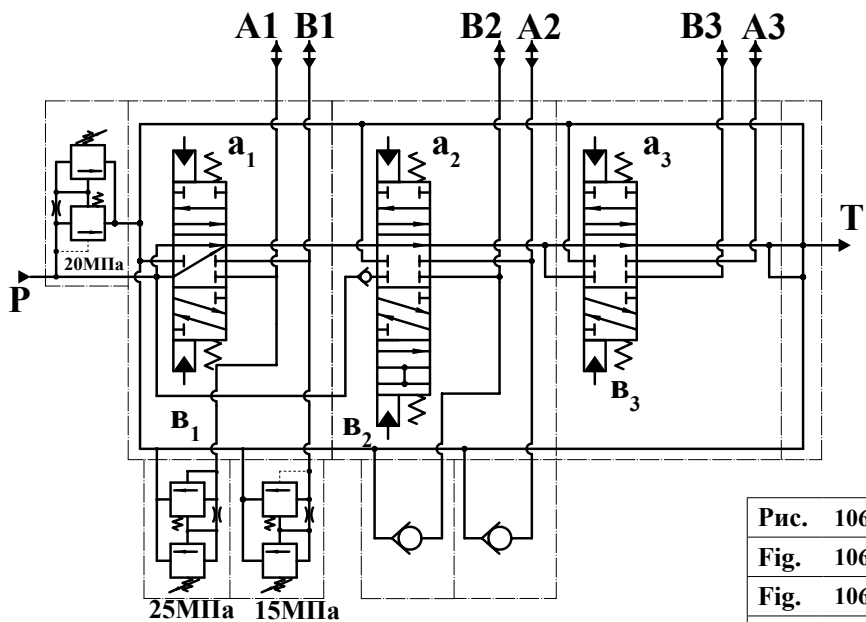 A1 B1 B2 A2 B3 A3
a1 a2 a3
T
20МПа
P
в1 в2 в3
25МПа 15МПа
Рис. 106
Fig. 106
Fig. 106